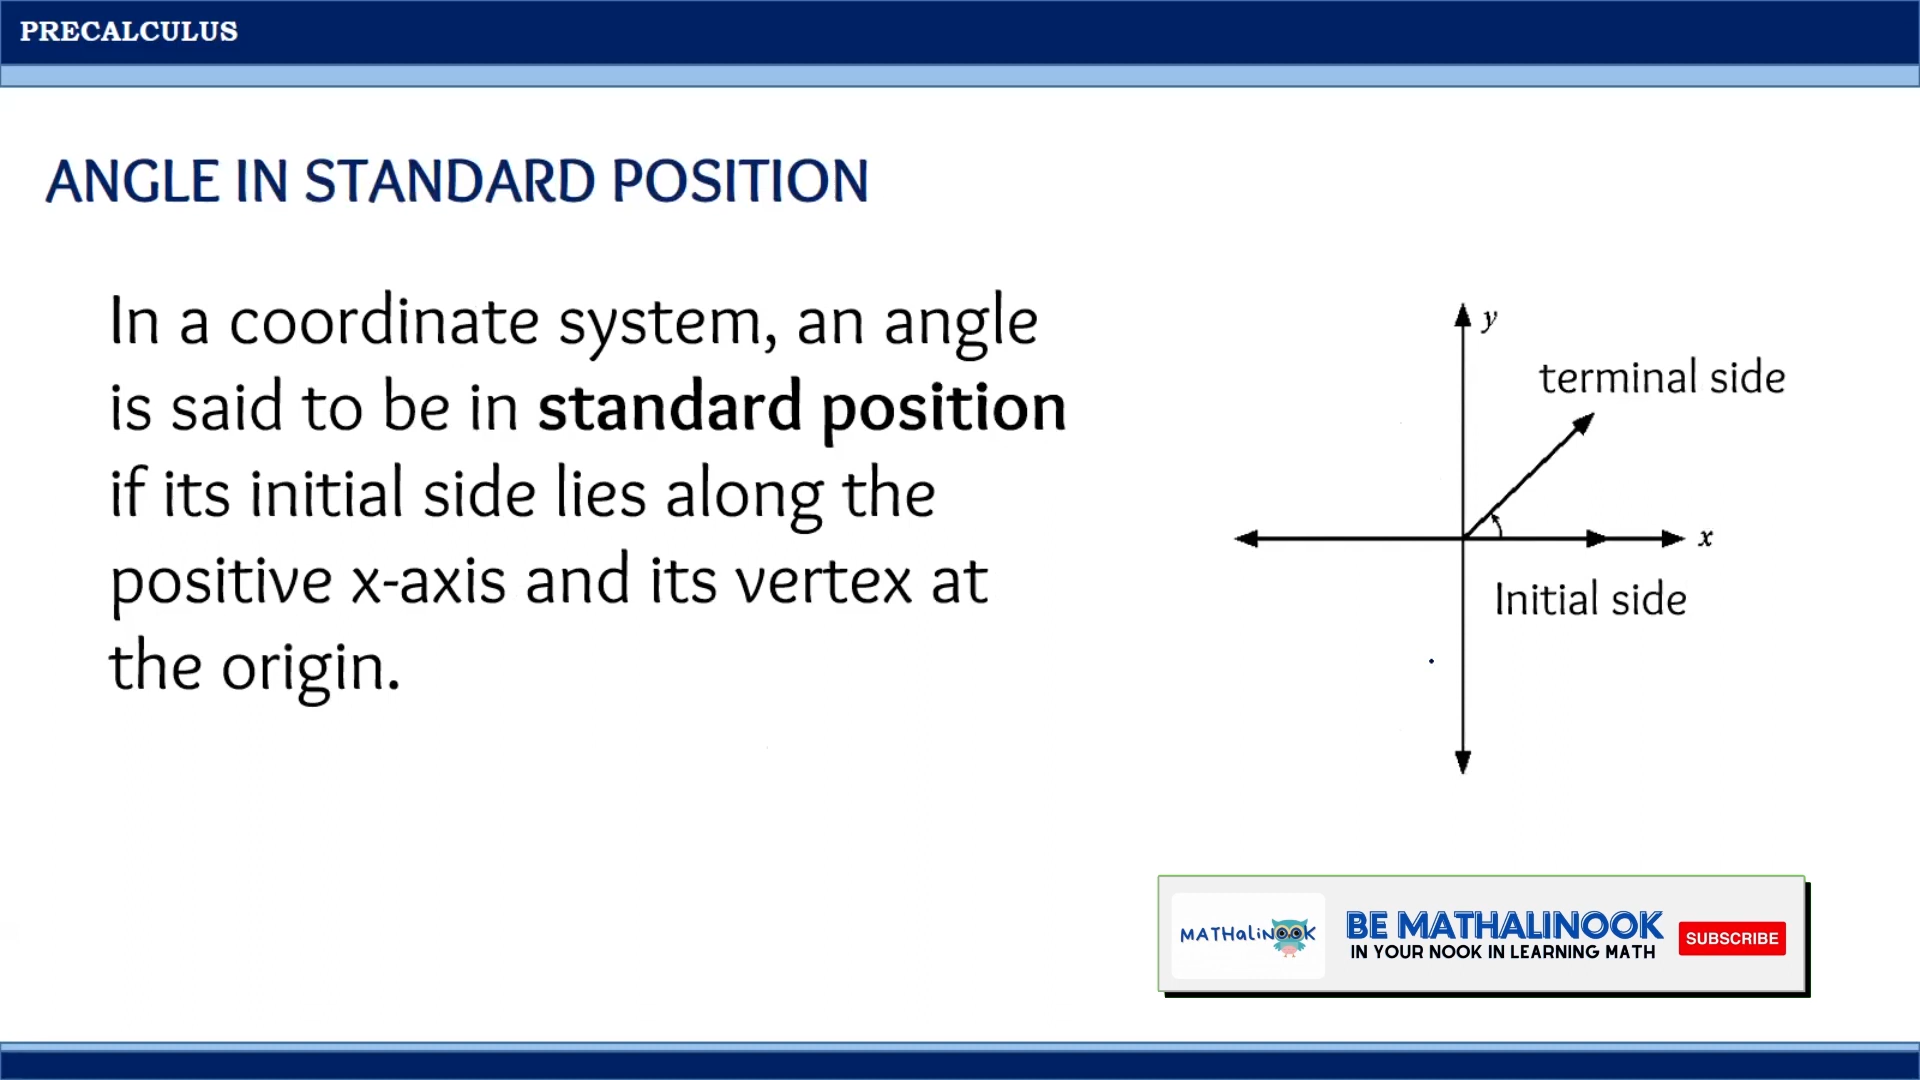 PRECALCULUS
ANGLE IN STANDARD POSITION
In a coordinate system, an angle
is said to be in standard position
if its initial side lies along the
positive x-axis and its vertex at
the origin.
y
terminal side
x
Initial side
MATHaliNOOK
BE MATHALINOOK
IN YOUR NOOK IN LEARNING MATH
SUBSCRIBE